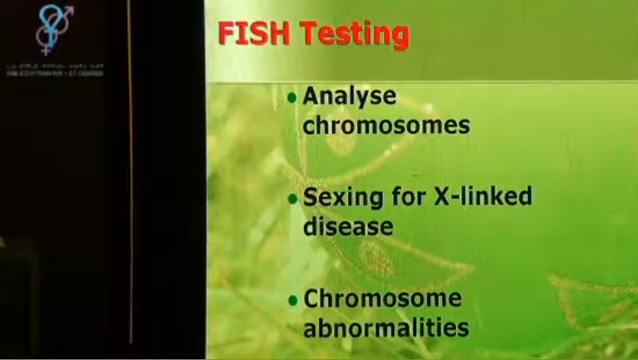 FISH Testing
• Analyse
chromosomes
• Sexing for X-linked
disease
• Chromosome
abnormalities